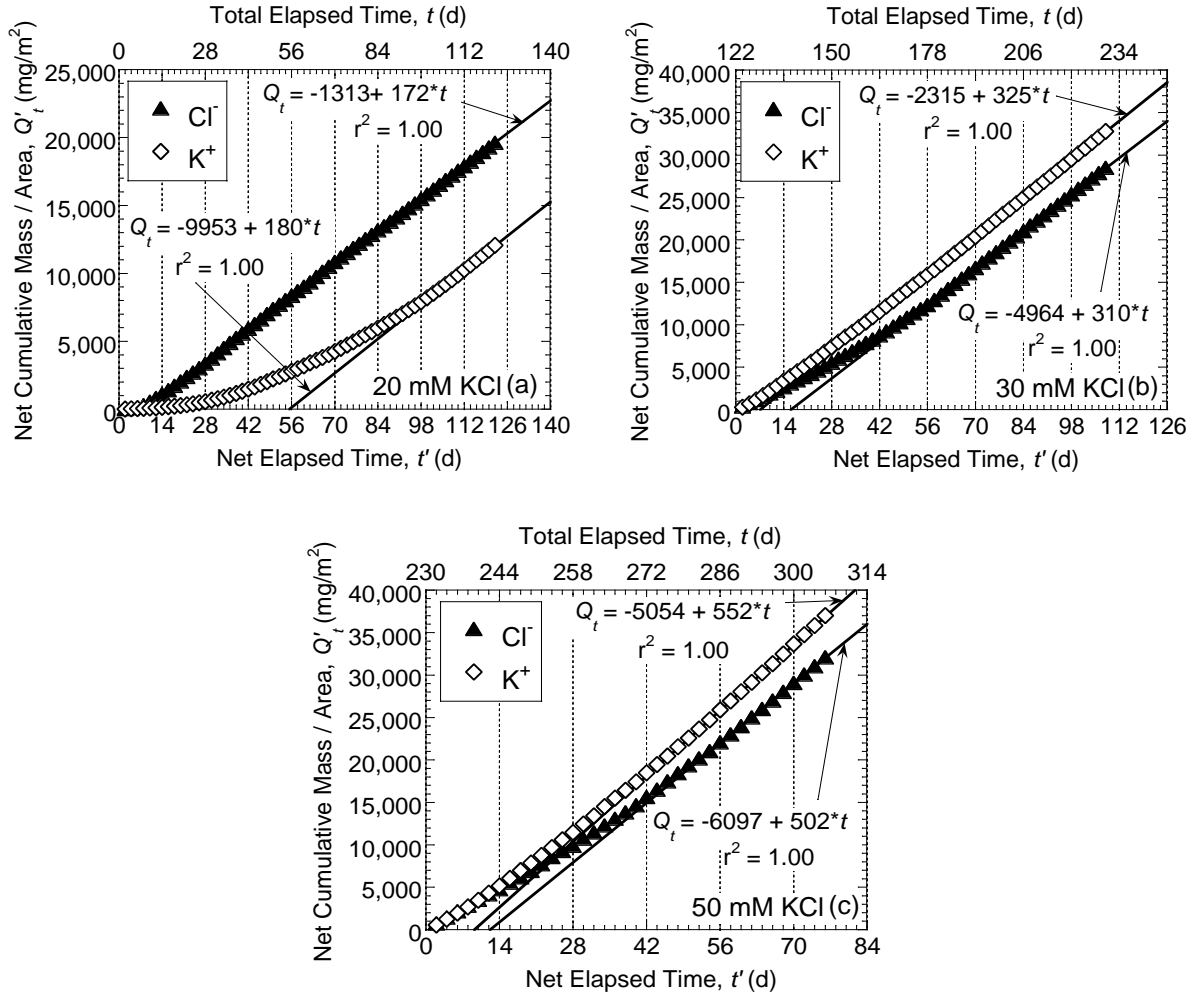 Total Elapsed Time, t (d)
0 28 56 84 112 140
25,000
20,000
15,000
10,000
5,000
0
Net Cumulative Mass / Area, Q′t (mg/m²)
Cl⁻
K⁺
Qt = -1313+ 172*t
r² = 1.00
Qt = -9953 + 180*t
r² = 1.00
20 mM KCl (a)
0 14 28 42 56 70 84 98 112 126 140
Net Elapsed Time, t′ (d)
Total Elapsed Time, t (d)
122 150 178 206 234
40,000
35,000
30,000
25,000
20,000
15,000
10,000
5,000
0
Net Cumulative Mass / Area, Q′t (mg/m²)
Cl⁻
K⁺
Qt = -2315 + 325*t
r² = 1.00
Qt = -4964 + 310*t
r² = 1.00
30 mM KCl (b)
0 14 28 42 56 70 84 98 112 126
Net Elapsed Time, t′ (d)
Total Elapsed Time, t (d)
230 244 258 272 286 300 314
40,000
35,000
30,000
25,000
20,000
15,000
10,000
5,000
0
Net Cumulative Mass / Area, Q′t (mg/m²)
Cl⁻
K⁺
Qt = -5054 + 552*t
r² = 1.00
Qt = -6097 + 502*t
r² = 1.00
50 mM KCl (c)
0 14 28 42 56 70 84
Net Elapsed Time, t′ (d)